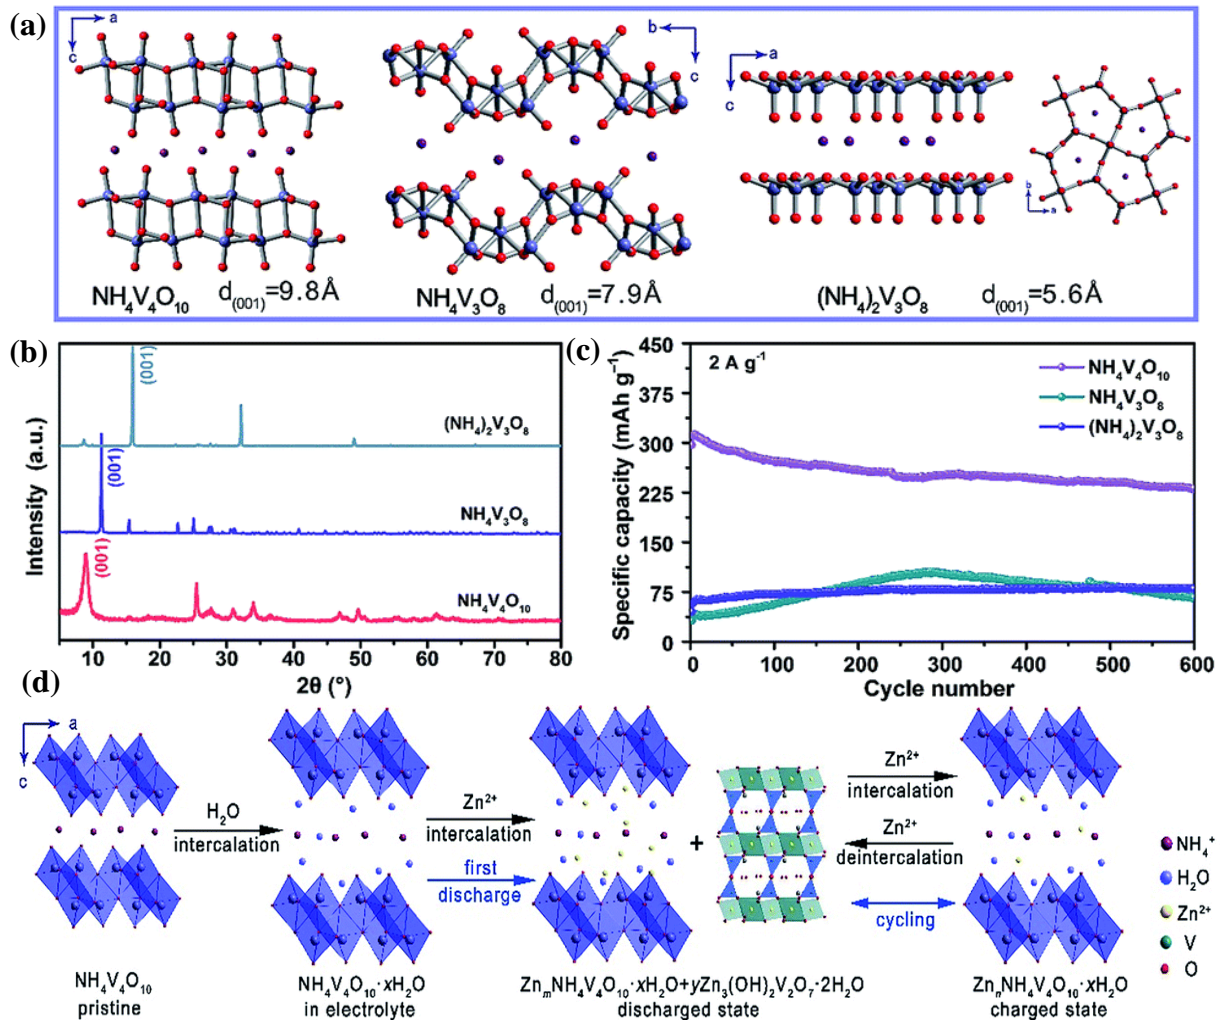 (a)
a
c
b
c
a
c
b
a
NH₄V₄O₁₀ d₍₀₀₁₎=9.8Å
NH₄V₃O₈ d₍₀₀₁₎=7.9Å
(NH₄)₂V₃O₈ d₍₀₀₁₎=5.6Å
(b)
Intensity (a.u.)
(001)
(NH₄)₂V₃O₈
(001)
NH₄V₃O₈
(001)
NH₄V₄O₁₀
10 20 30 40 50 60 70 80
2θ (°)
(c)
Specific capacity (mAh g⁻¹)
450
375
300
225
150
75
0
2 A g⁻¹
NH₄V₄O₁₀
NH₄V₃O₈
(NH₄)₂V₃O₈
0 100 200 300 400 500 600
Cycle number
(d)
a
c
H₂O
intercalation
Zn²⁺
intercalation
first
discharge
+
Zn²⁺
intercalation
Zn²⁺
deintercalation
cycling
NH₄⁺
H₂O
Zn²⁺
V
O
NH₄V₄O₁₀
pristine
NH₄V₄O₁₀·xH₂O
in electrolyte
ZnₘNH₄V₄O₁₀·xH₂O+yZn₃(OH)₂V₂O₇·2H₂O
discharged state
ZnₙNH₄V₄O₁₀·xH₂O
charged state